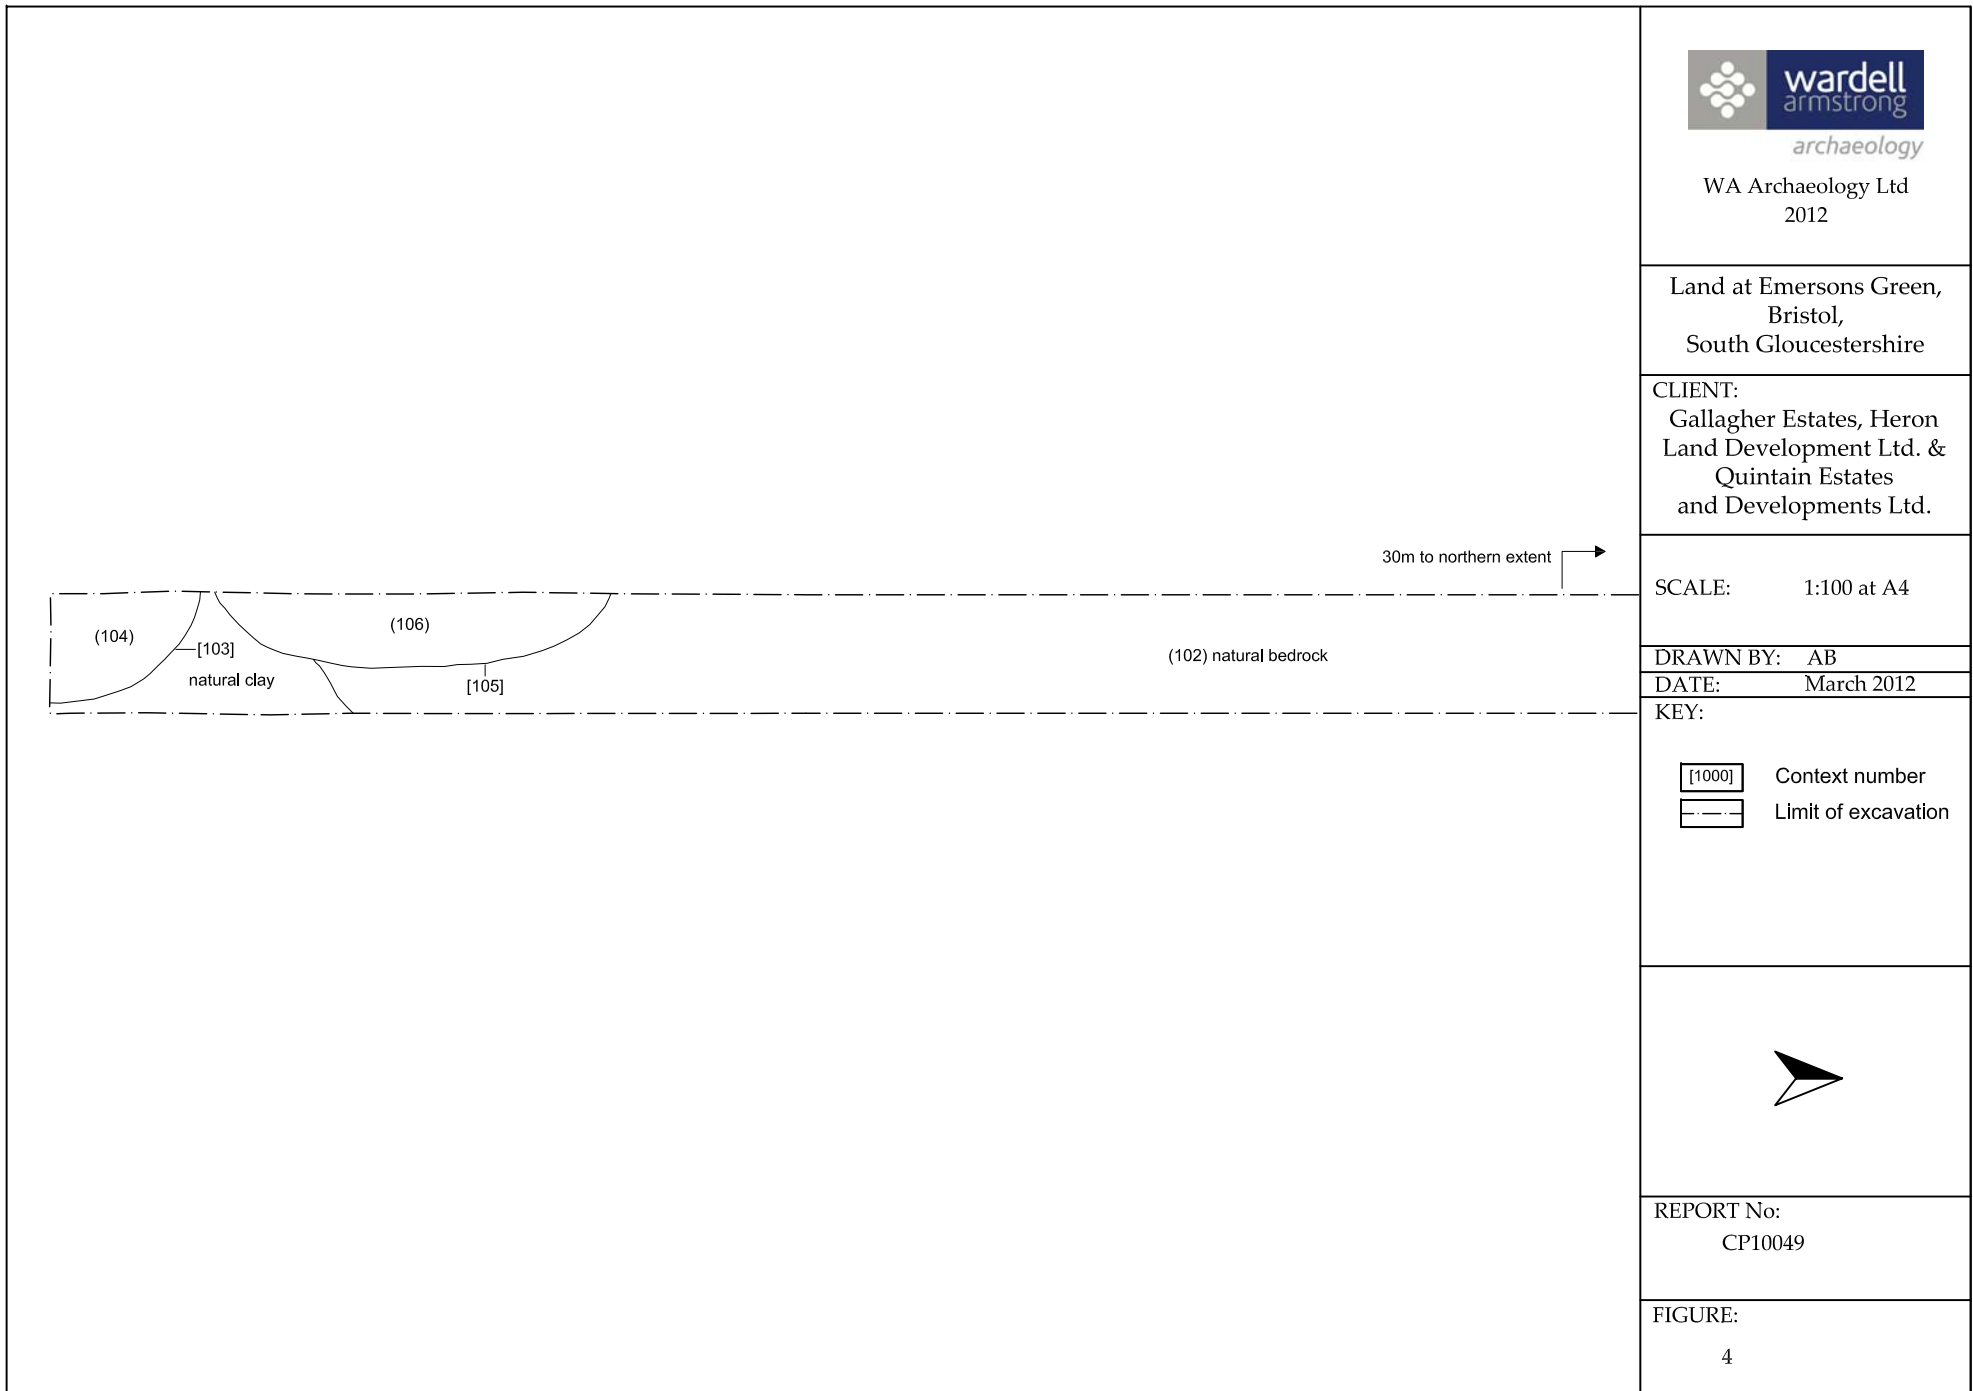 30m to northern extent
(104)
(106)
[103]
(102) natural bedrock
natural clay
[105]
wardell
armstrong
archaeology
WA Archaeology Ltd
2012
Land at Emersons Green,
Bristol,
South Gloucestershire
CLIENT:
Gallagher Estates, Heron
Land Development Ltd. &
Quintain Estates
and Developments Ltd.
SCALE: 1:100 at A4
DRAWN BY: AB
DATE: March 2012
KEY:
[1000] Context number
Limit of excavation
REPORT No:
CP10049
FIGURE:
4